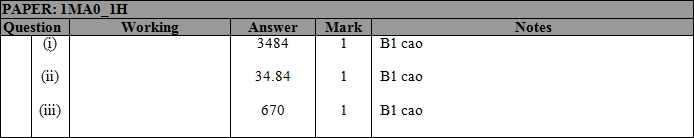 PAPER: 1MA0_1H
Question Working Answer Mark Notes
(i) 3484 1 B1 cao
(ii) 34.84 1 B1 cao
(iii) 670 1 B1 cao